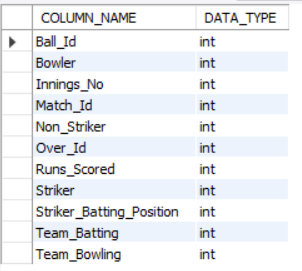 COLUMN_NAME DATA_TYPE
Ball_Id int
Bowler int
Innings_No int
Match_Id int
Non_Striker int
Over_Id int
Runs_Scored int
Striker int
Striker_Batting_Position int
Team_Batting int
Team_Bowling int